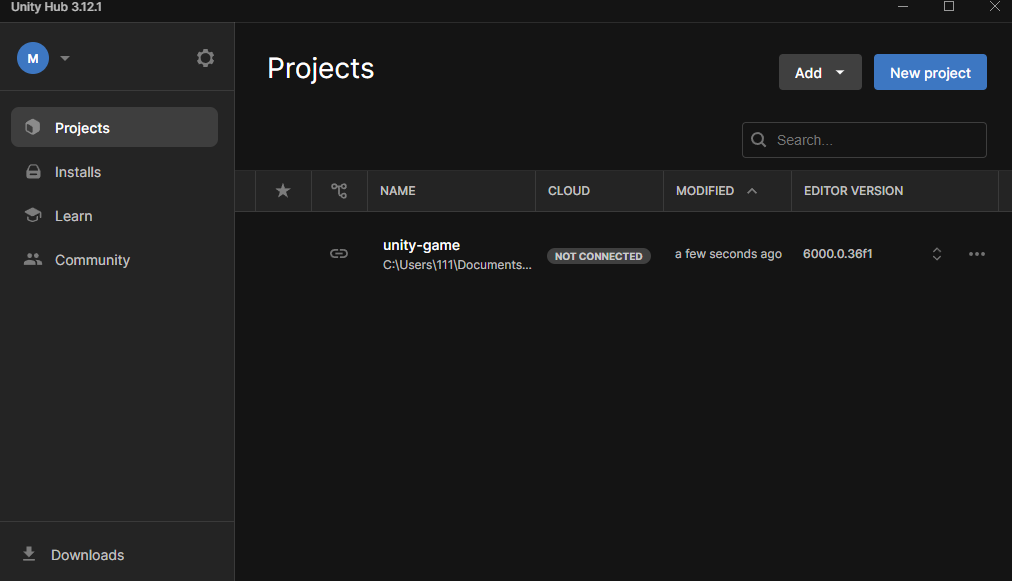 Unity Hub 3.12.1
M
Projects
Installs
Learn
Community
Downloads
Projects
Add
New project
Search...
NAME
CLOUD
MODIFIED
EDITOR VERSION
unity-game
C:\Users\111\Documents...
NOT CONNECTED
a few seconds ago
6000.0.36f1